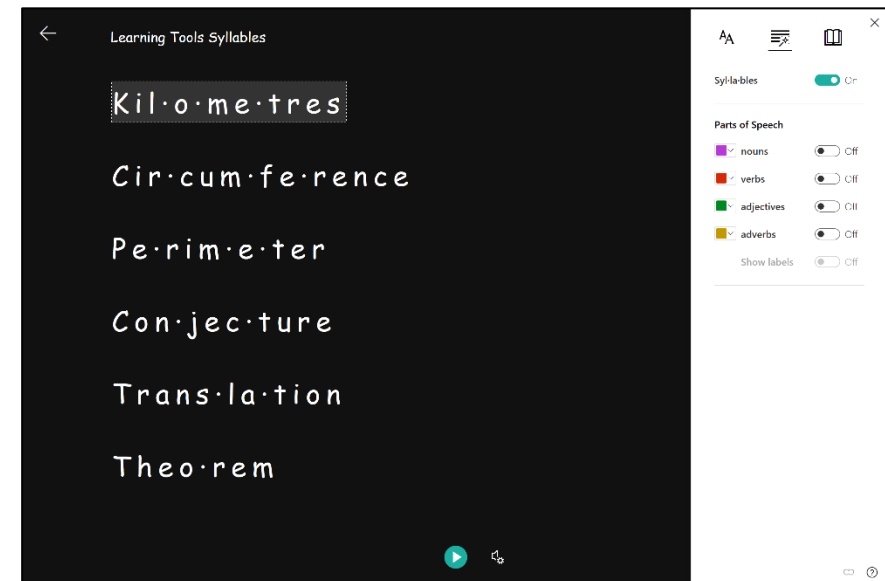 Learning Tools Syllables
Kil·o·me·tres
Cir·cum·fe·rence
Pe·rim·e·ter
Con·jec·ture
Trans·la·tion
Theo·rem
AA
Syl·la·bles On
Parts of Speech
nouns Off
verbs Off
adjectives Off
adverbs Off
Show labels Off